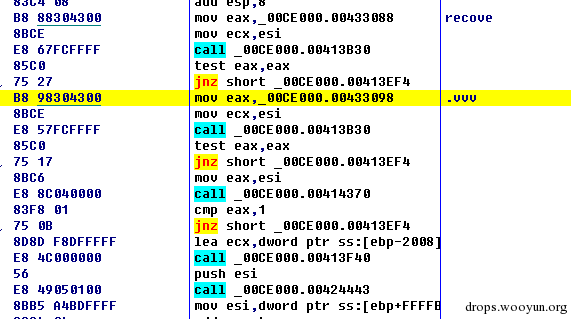 83C4 08 add esp,8
B8 88304300 mov eax,_00CE000.00433088 recove
8BCE mov ecx,esi
E8 67FCFFFF call _00CE000.00413B30
85C0 test eax,eax
75 27 jnz short _00CE000.00413EF4
B8 98304300 mov eax,_00CE000.00433098 .vvv
8BCE mov ecx,esi
E8 57FCFFFF call _00CE000.00413B30
85C0 test eax,eax
75 17 jnz short _00CE000.00413EF4
8BC6 mov eax,esi
E8 8C040000 call _00CE000.00414370
83F8 01 cmp eax,1
75 0B jnz short _00CE000.00413EF4
8D8D F8DFFFFF lea ecx,dword ptr ss:[ebp-2008]
E8 4C000000 call _00CE000.00413F40
56 push esi
E8 49050100 call _00CE000.00424443
8BB5 A4BDFFFF mov esi,dword ptr ss:[ebp+FFFFB
drops.wooyun.org